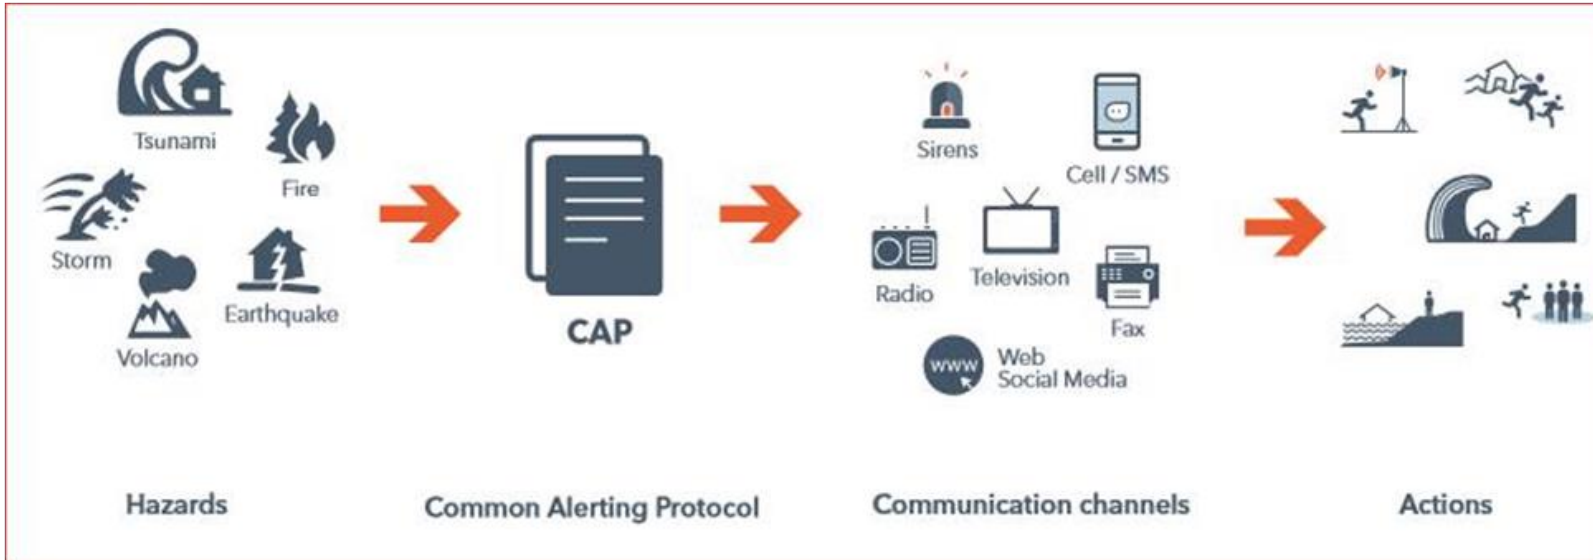 Tsunami
Fire
Storm
Earthquake
Volcano
CAP
Sirens
Cell / SMS
Radio
Television
Fax
www
Web
Social Media
Hazards
Common Alerting Protocol
Communication channels
Actions